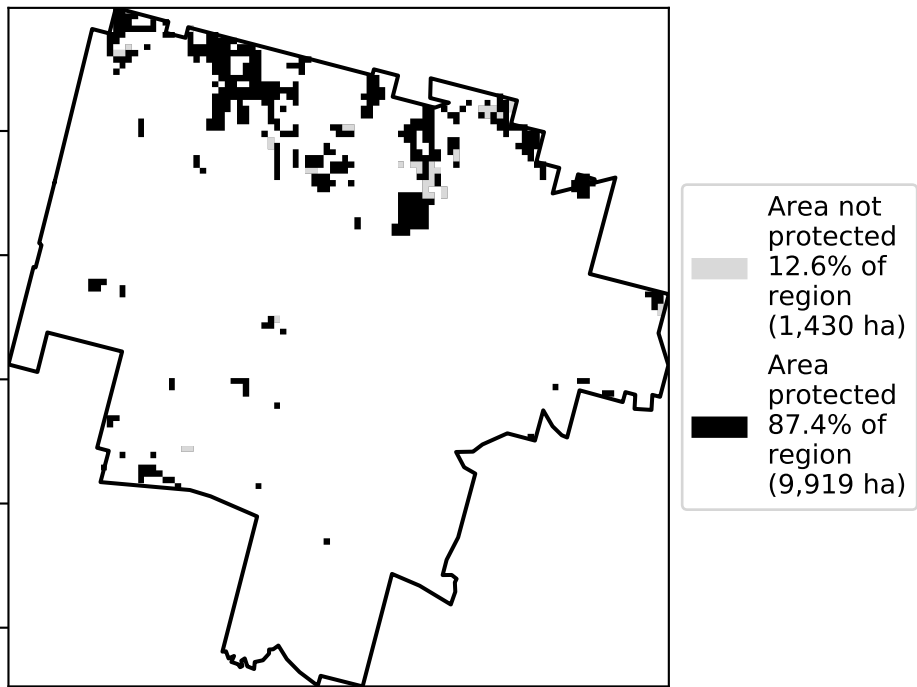 Area not
protected
12.6% of
region
(1,430 ha)
Area
protected
87.4% of
region
(9,919 ha)